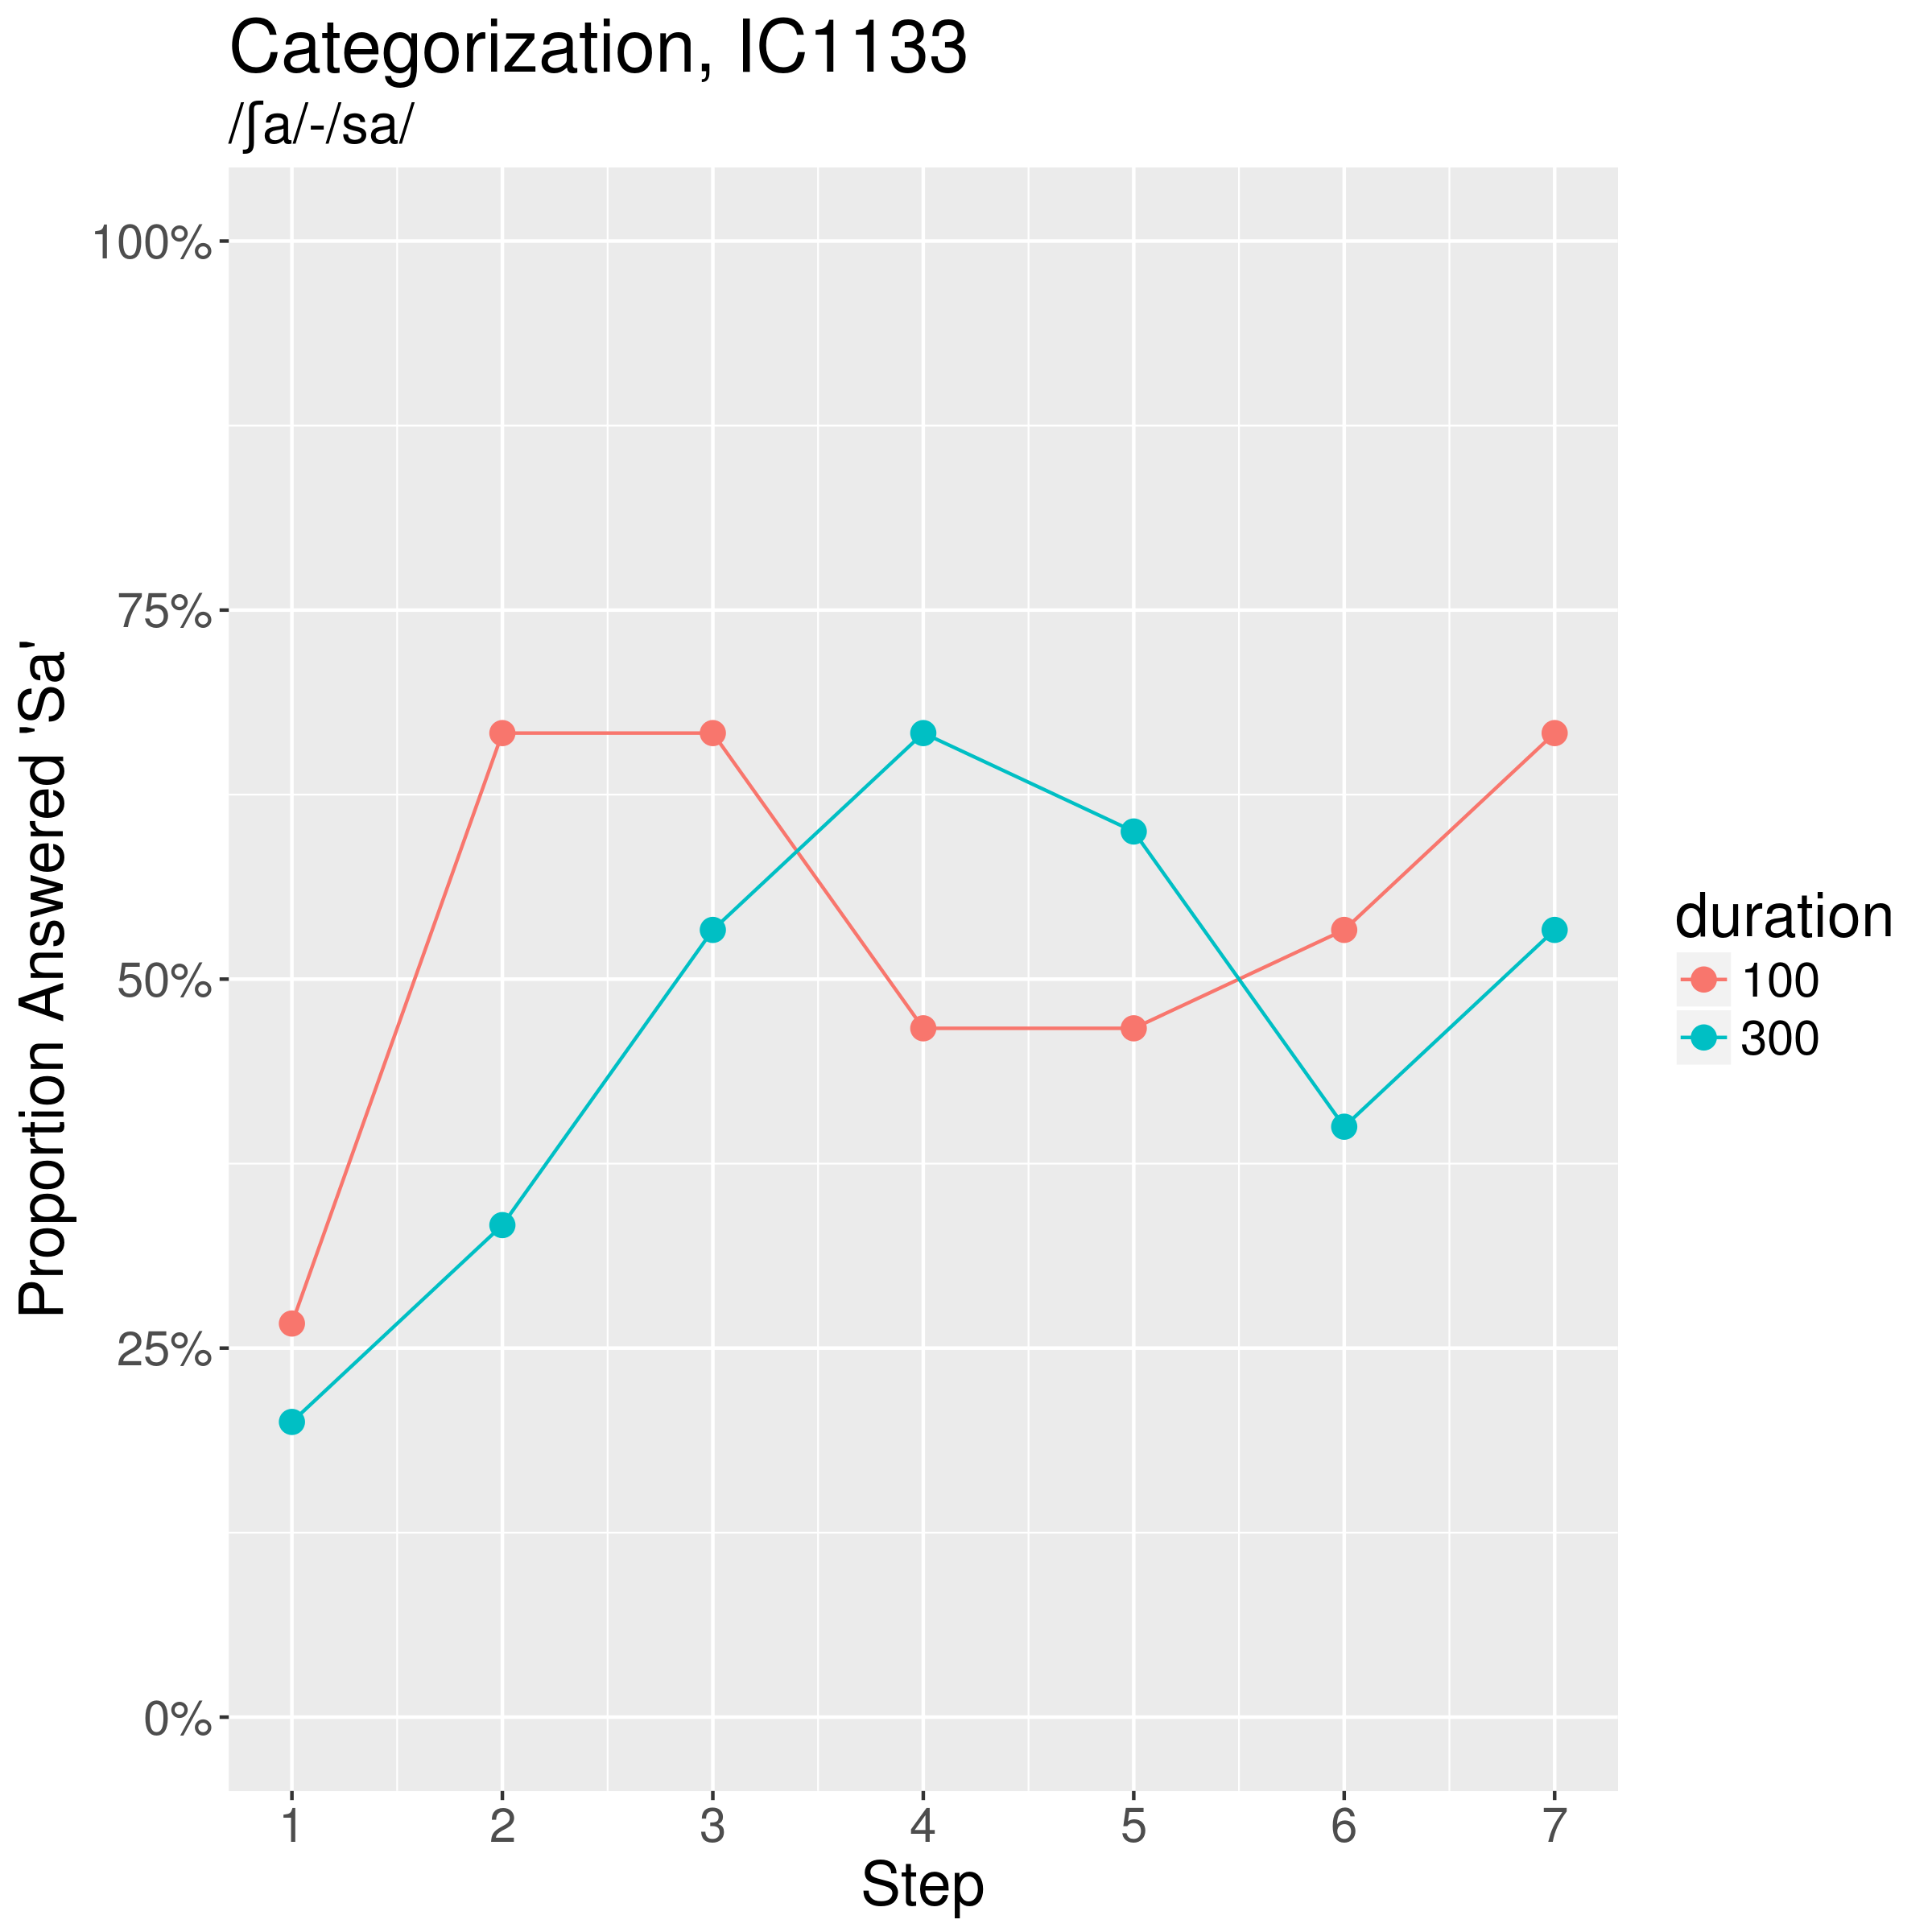 Categorization, IC1133
/ʃa/-/sa/
100%
75%
50%
25%
0%
Proportion Answered 'Sa'
1 2 3 4 5 6 7
Step
duration
100
300